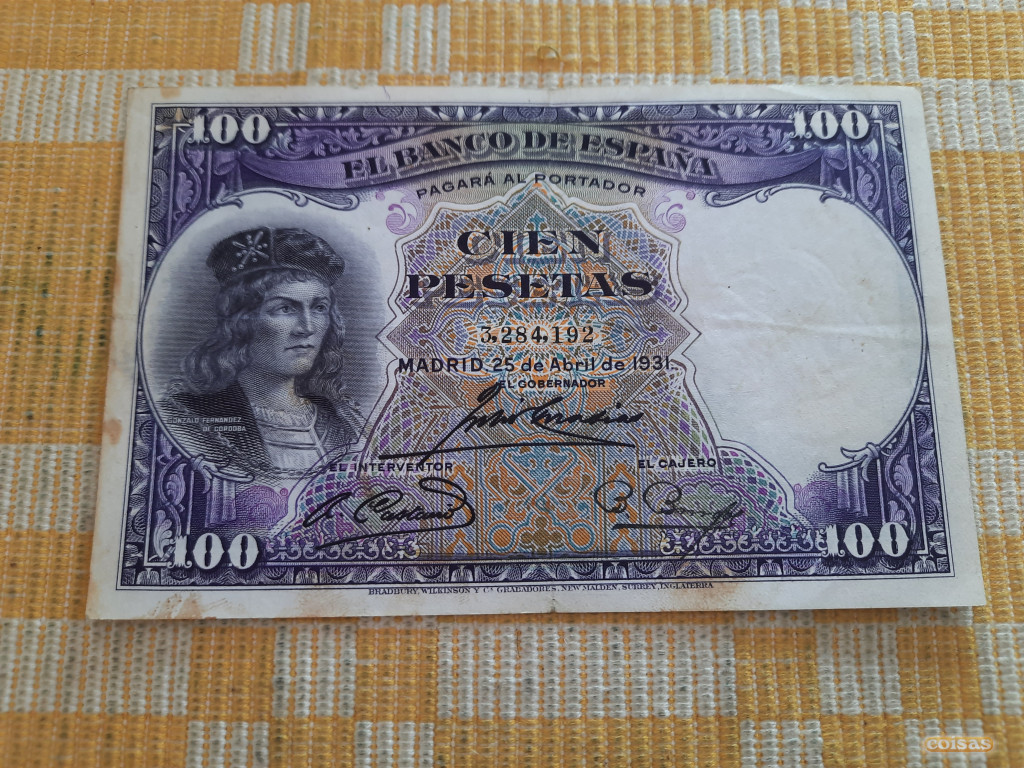 100 100
EL BANCO DE ESPAÑA
PAGARÁ AL PORTADOR
CIEN
PESETAS
3,284,192
MADRID 25 de Abril de 1931.
EL GOBERNADOR
GONZALO FERNANDEZ
DE CORDOBA
EL INTERVENTOR EL CAJERO
100 100
BRADBURY, WILKINSON Y Cª. GRABADORES, NEW MALDEN, SURREY, INGLATERRA
coisas